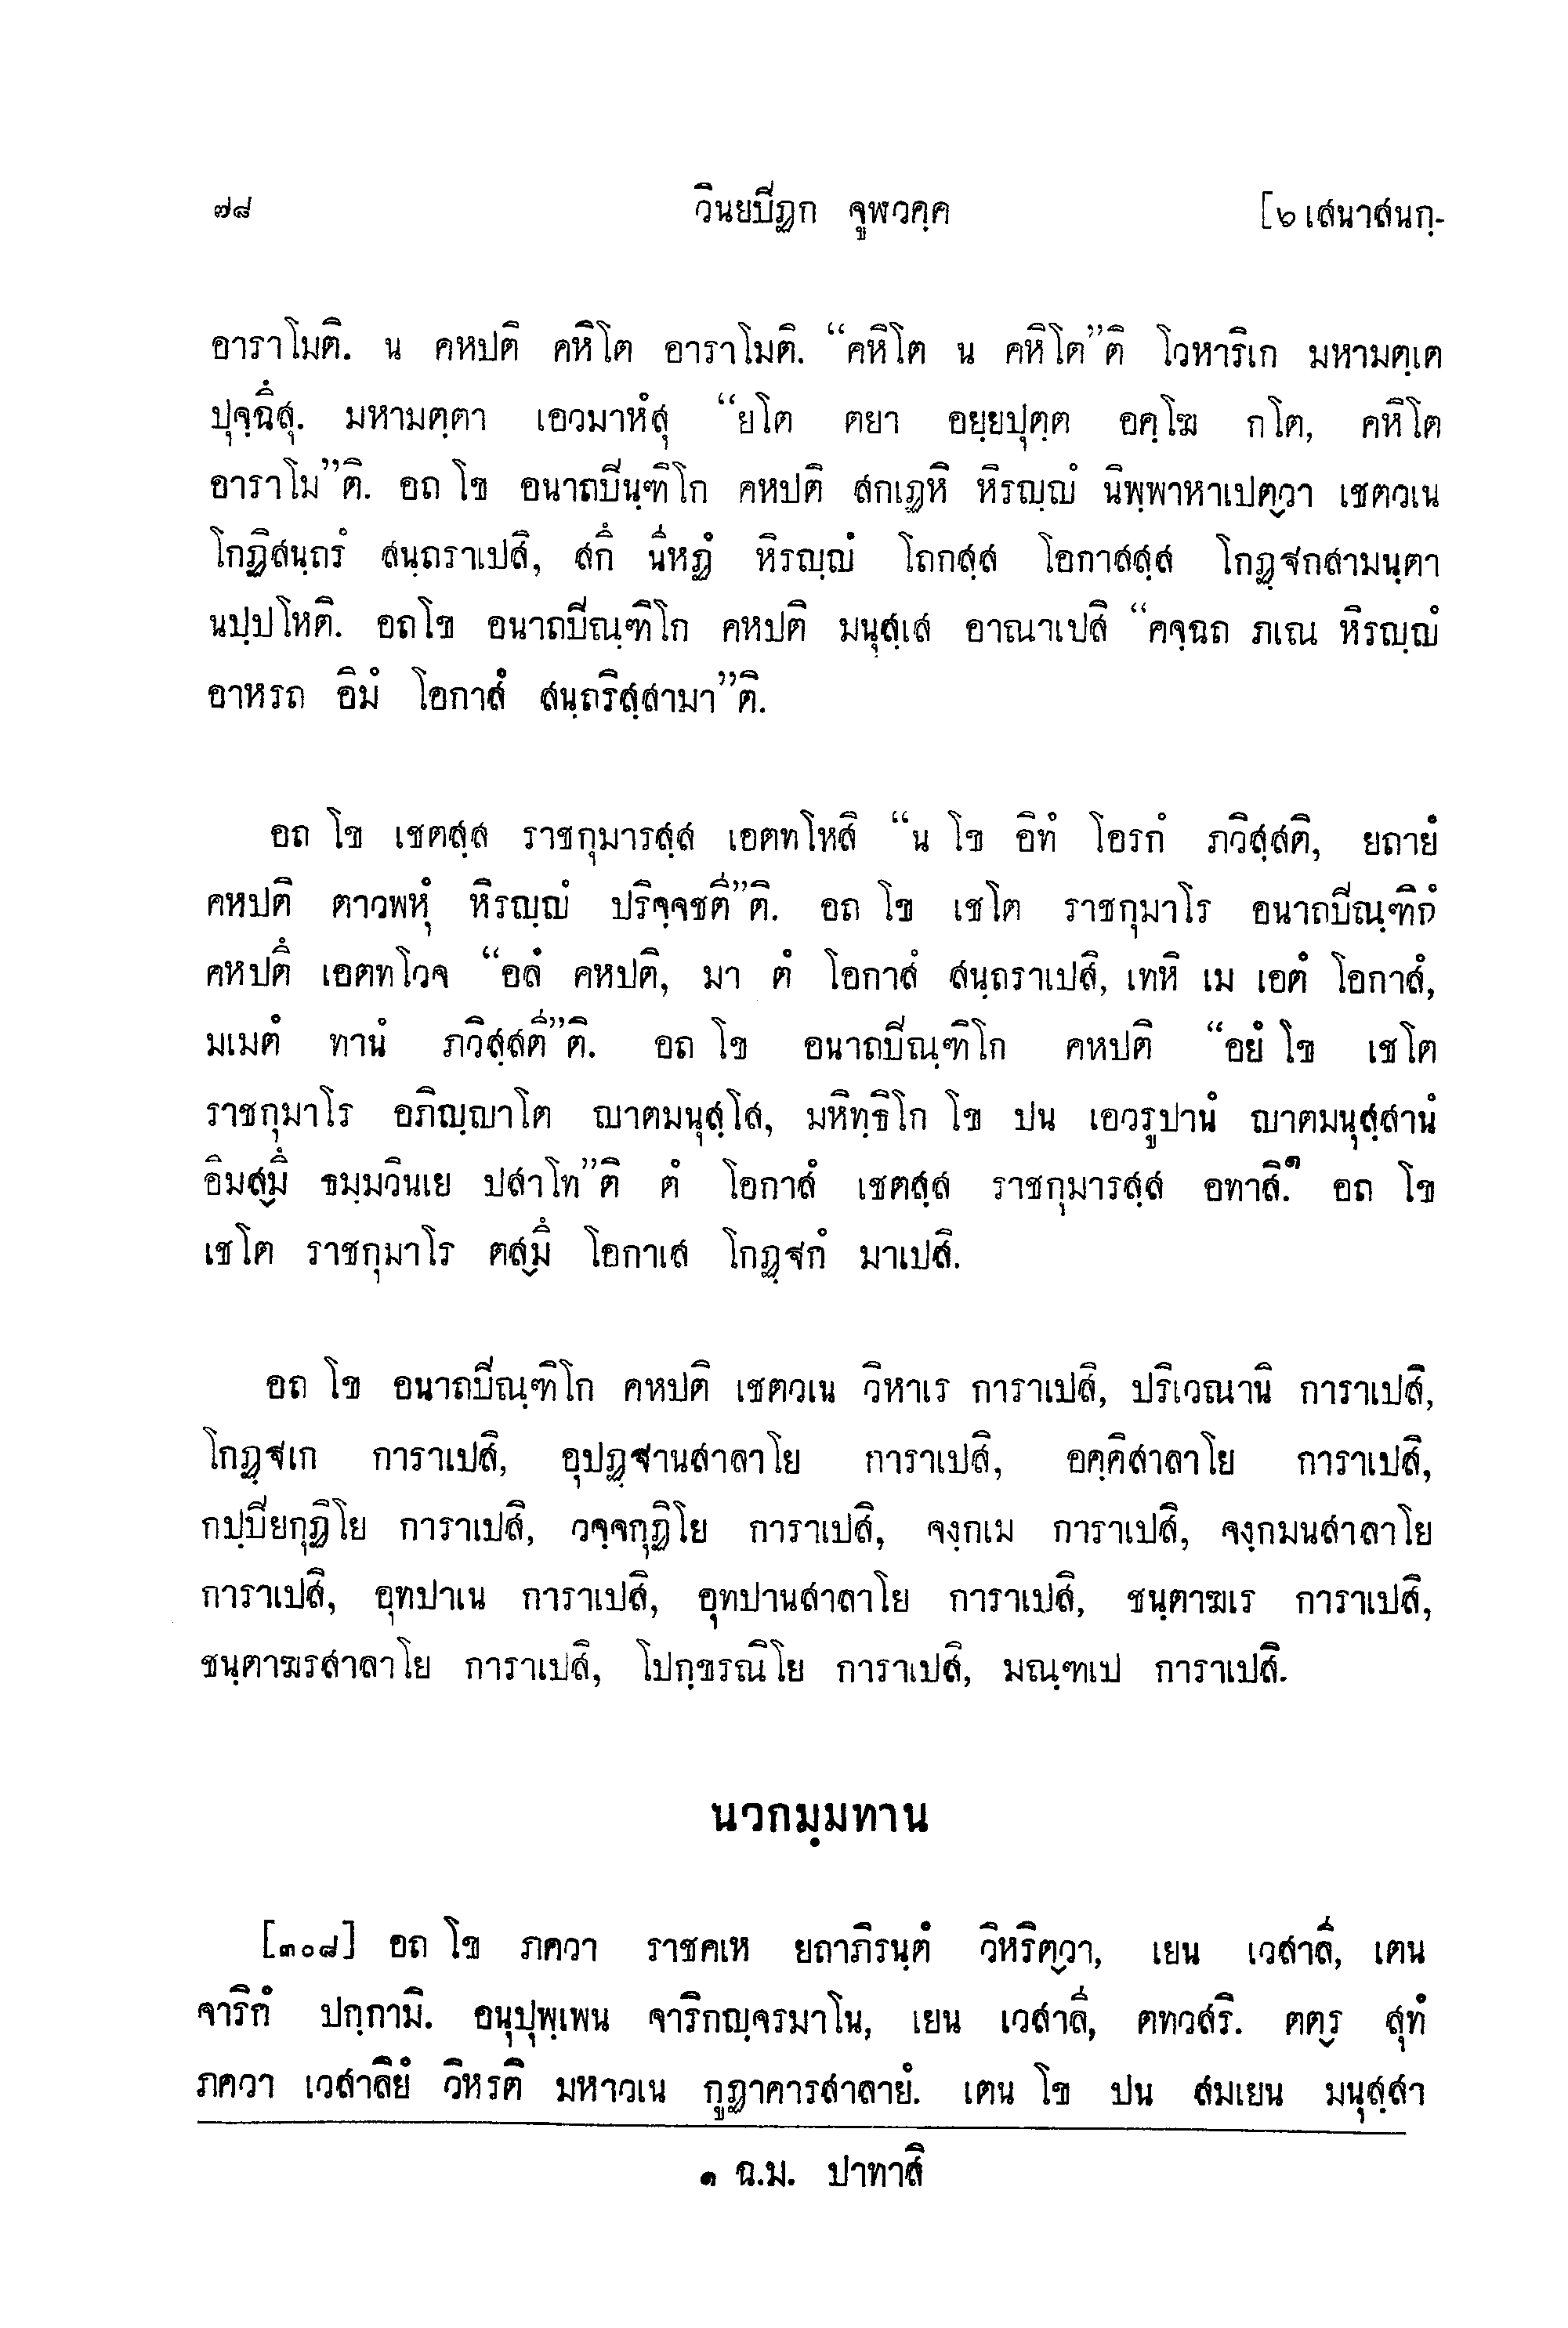 ๗๘ วินยปิฏก จูฬวคฺค [๖ เสนาสนกฺ-
อาราโมติ. น คหปติ คหิโต อาราโมติ. “คหิโต น คหิโต”ติ โวหาริเก มหามตฺเต
ปุจฺฉึสุ. มหามตฺตา เอวมาหํสุ “ยโต ตยา อยฺยปุตฺต อคฺโฆ กโต, คหิโต
อาราโม”ติ. อถ โข อนาถปิณฺฑิโก คหปติ สกเฏหิ หิรญฺญํ นิพฺพาหาเปตฺวา เชตวเน
โกฏิสนฺถรํ สนฺถราเปสิ, สกึ นีหฏํ หิรญฺญํ โถกสฺส โอกาสสฺส โกฏฺฐกสามนฺตา
นปฺปโหติ. อถโข อนาถปิณฺฑิโก คหปติ มนุสฺเส อาณาเปสิ “คจฺฉถ ภเณ หิรญฺญํ
อาหรถ อิมํ โอกาสํ สนฺถริสฺสามา”ติ.
อถ โข เชตสฺส ราชกุมารสฺส เอตทโหสิ “น โข อิทํ โอรกํ ภวิสฺสติ, ยถายํ
คหปติ ตาวพหุํ หิรญฺญํ ปริจฺจชตี”ติ. อถ โข เชโต ราชกุมาโร อนาถปิณฺฑิกํ
คหปตึ เอตทโวจ “อลํ คหปติ, มา ตํ โอกาสํ สนฺถราเปสิ, เทหิ เม เอตํ โอกาสํ,
มเมตํ ทานํ ภวิสฺสตี”ติ. อถ โข อนาถปิณฺฑิโก คหปติ “อยํ โข เชโต
ราชกุมาโร อภิญฺญาโต ญาตมนุสฺโส, มหิทฺธิโก โข ปน เอวรูปานํ ญาตมนุสฺสานํ
อิมสฺมึ ธมฺมวินเย ปสาโท”ติ ตํ โอกาสํ เชตสฺส ราชกุมารสฺส อทาสิ.๑ อถ โข
เชโต ราชกุมาโร ตสฺมึ โอกาเส โกฏฺฐกํ มาเปสิ.
อถ โข อนาถปิณฺฑิโก คหปติ เชตวเน วิหาเร การาเปสิ, ปริเวณานิ การาเปสิ,
โกฏฺฐเก การาเปสิ, อุปฏฺฐานสาลาโย การาเปสิ, อคฺคิสาลาโย การาเปสิ,
กปฺปิยกุฏิโย การาเปสิ, วจฺจกุฏิโย การาเปสิ, จงฺกเม การาเปสิ, จงฺกมนสาลาโย
การาเปสิ, อุทปาเน การาเปสิ, อุทปานสาลาโย การาเปสิ, ชนฺตาฆเร การาเปสิ,
ชนฺตาฆรสาลาโย การาเปสิ, โปกฺขรณิโย การาเปสิ, มณฺฑเป การาเปสิ.
นวกมฺมทาน
[๓๐๘] อถ โข ภควา ราชคเห ยถาภิรนฺตํ วิหริตฺวา, เยน เวสาลี, เตน
จาริกํ ปกฺกามิ. อนุปุพฺเพน จาริกญฺจรมาโน, เยน เวสาลี, ตทวสริ. ตตฺร สุทํ
ภควา เวสาลิยํ วิหรติ มหาวเน กูฏาคารสาลายํ. เตน โข ปน สมเยน มนุสฺสา
๑ ฉ.ม. ปาทาสิ